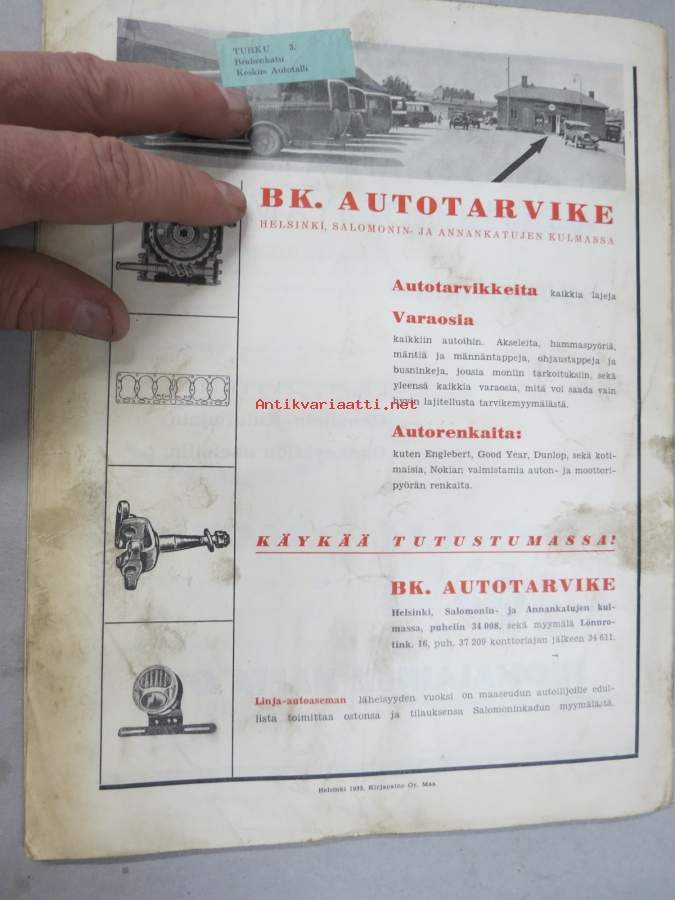 TURKU 3.
Brahenkatu
Keskus Autotalli
BK. AUTOTARVIKE
HELSINKI, SALOMONIN- JA ANNANKATUJEN KULMASSA
Autotarvikkeita kaikkia lajeja
Varaosia
kaikkiin autoihin. Akseleita, hammaspyöriä,
mäntiä ja männäntappeja, ohjaustappeja ja
busninkeja, jousia moniin tarkoituksiin, sekä
yleensä kaikkia varaosia, mitä voi saada vain
hyvin lajitellusta tarvikemyymälästä.
Antikvariaatti.net
Autorenkaita:
kuten Englebert, Good Year, Dunlop, sekä koti-
maisia, Nokian valmistamia auton- ja moottori-
pyörän renkaita.
KÄYKÄÄ TUTUSTUMASSA!
BK. AUTOTARVIKE
Helsinki, Salomonin- ja Annankatujen kul-
massa, puhelin 34 008, sekä myymälä Lönnro-
tink. 16, puh. 37 209 konttoriajan jälkeen 34 611.
Linja-autoaseman läheisyyden vuoksi on maaseudun autoilijoille edul-
lista toimittaa ostonsa ja tilauksensa Salomoninkadun myymälästä.
Helsinki 1935, Kirjapaino Oy. Maa